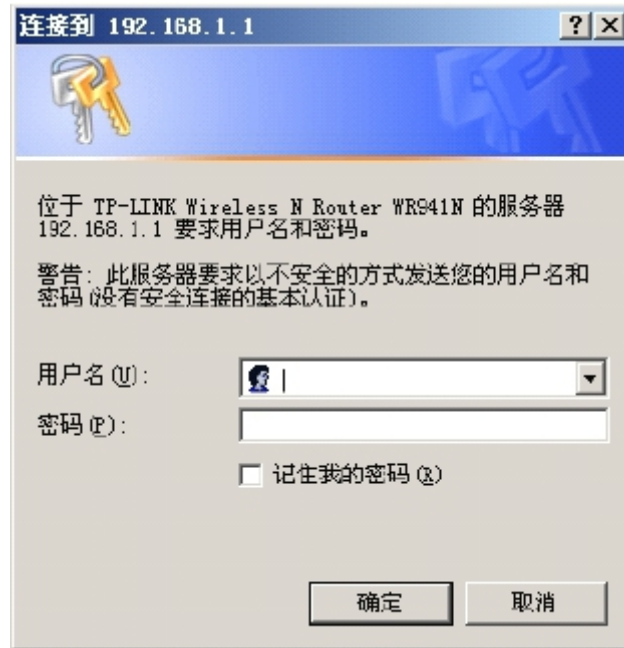 连接到 192.168.1.1
位于 TP-LINK Wireless N Router WR941N 的服务器
192.168.1.1 要求用户名和密码。
警告: 此服务器要求以不安全的方式发送您的用户名和
密码(没有安全连接的基本认证)。
用户名(U):
密码(P):
记住我的密码(R)
确定 取消